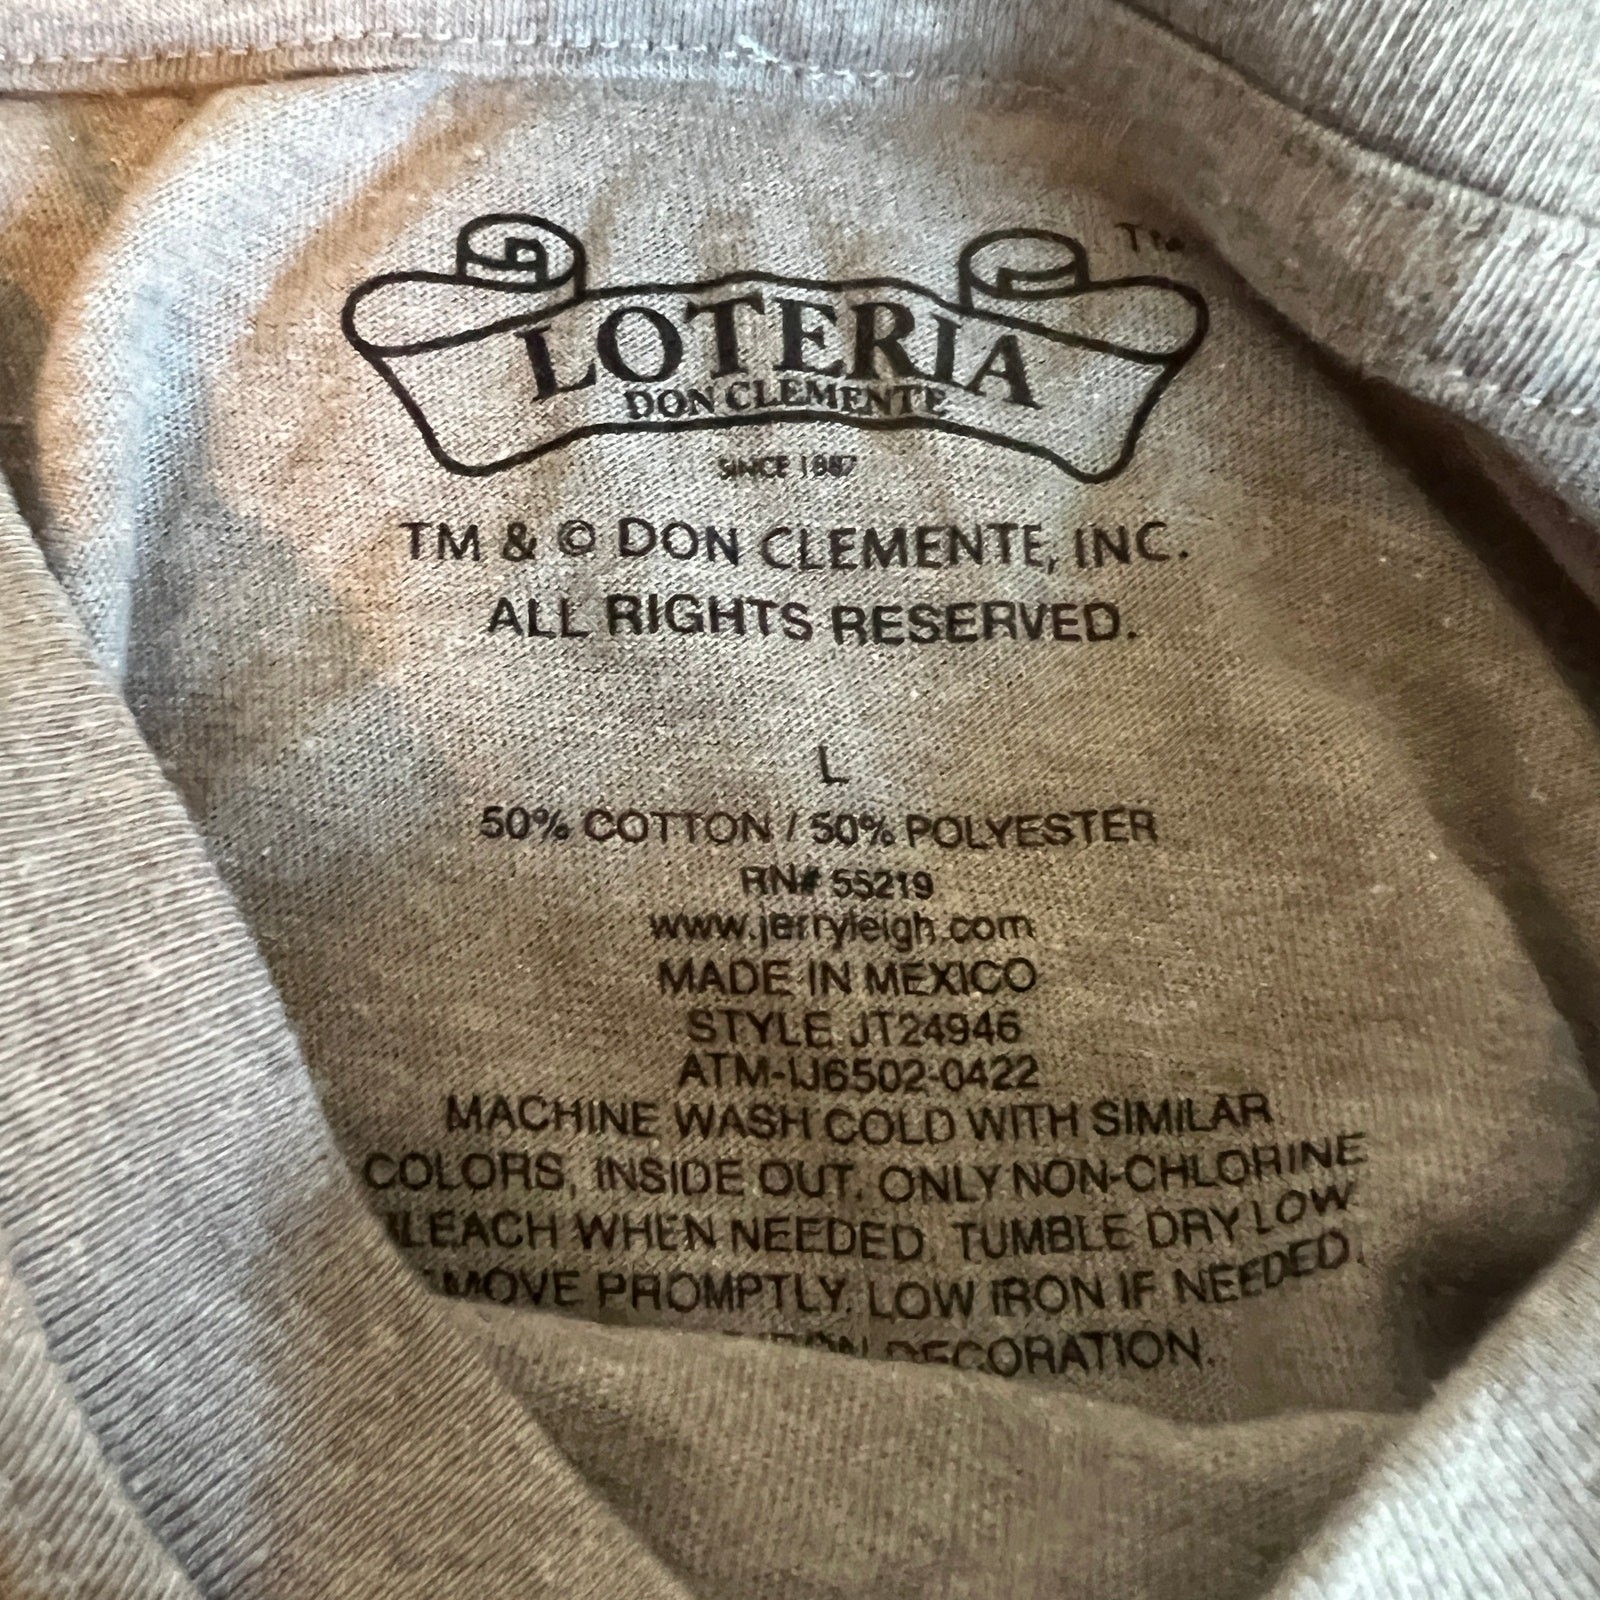 TM
LOTERIA
DON CLEMENTE
SINCE 1887
TM & © DON CLEMENTE, INC.
ALL RIGHTS RESERVED.
L
50% COTTON / 50% POLYESTER
RN# 55219
www.jerryleigh.com
MADE IN MEXICO
STYLE JT24946
ATM-IJ6502-0422
MACHINE WASH COLD WITH SIMILAR
COLORS, INSIDE OUT. ONLY NON-CHLORINE
BLEACH WHEN NEEDED. TUMBLE DRY LOW
PROMPTLY. LOW IRON IF NEEDED.
DECORATION.